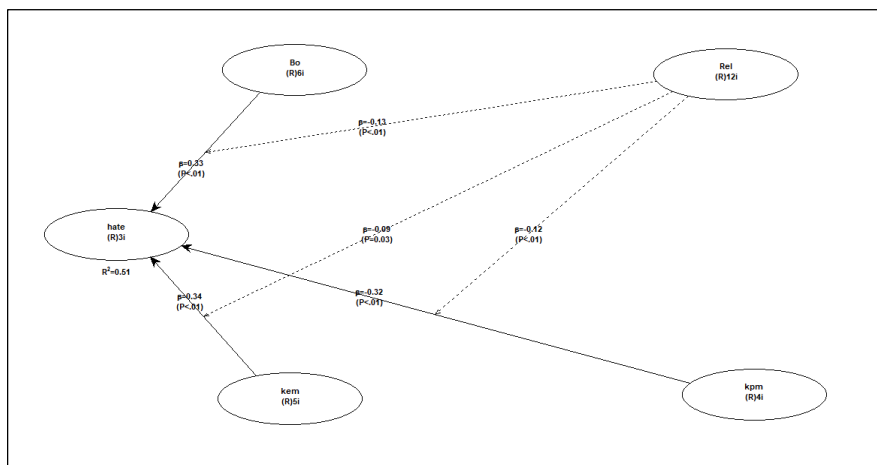 Bo
(R)6i
Rel
(R)12i
β=-0.13
(P<.01)
β=0.33
(P<.01)
hate
(R)3i
R²=0.51
β=-0.09
(P=0.03)
β=-0.12
(P<.01)
β=0.34
(P<.01)
β=-0.32
(P<.01)
kem
(R)5i
kpm
(R)4i